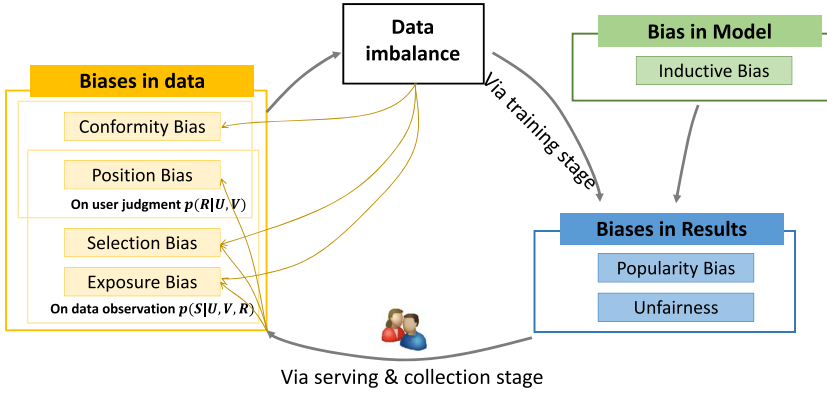 Data
imbalance
Bias in Model
Inductive Bias
Biases in data
Conformity Bias
Position Bias
On user judgment p(R|U,V)
Selection Bias
Exposure Bias
On data observation p(S|U,V,R)
Via training stage
Biases in Results
Popularity Bias
Unfairness
Via serving & collection stage